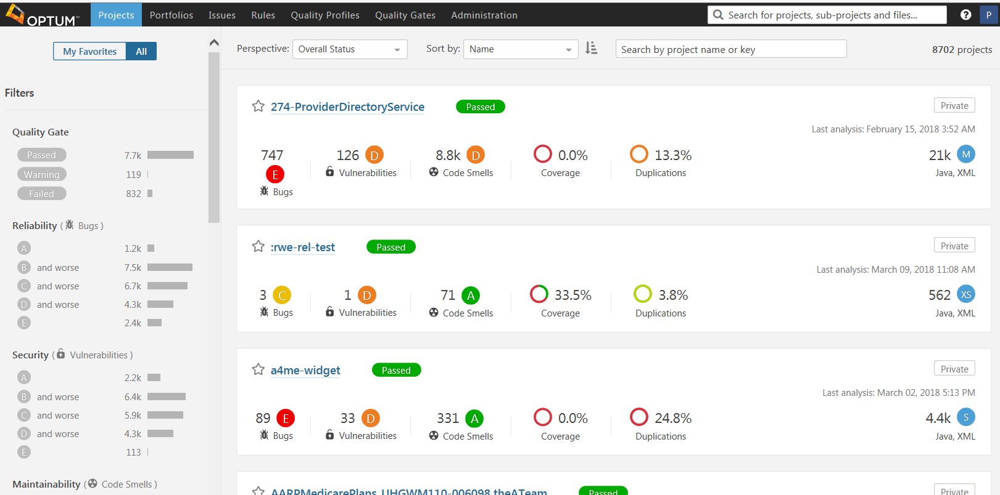 OPTUM™ Projects Portfolios Issues Rules Quality Profiles Quality Gates Administration Search for projects, sub-projects and files... ? P
My Favorites All
Perspective: Overall Status Sort by: Name Search by project name or key 8702 projects
Filters
Quality Gate
Passed 7.7k
Warning 119
Failed 832
Reliability ( Bugs )
A 1.2k
B and worse 7.5k
C and worse 6.7k
D and worse 4.3k
E 2.4k
Security ( Vulnerabilities )
A 2.2k
B and worse 6.4k
C and worse 5.9k
D and worse 4.3k
E 113
Maintainability ( Code Smells )
274-ProviderDirectoryService Passed Private
Last analysis: February 15, 2018 3:52 AM
747 E 126 D 8.8k D 0.0% 13.3% 21k M
Bugs Vulnerabilities Code Smells Coverage Duplications Java, XML
:rwe-rel-test Passed Private
Last analysis: March 09, 2018 11:08 AM
3 C 1 D 71 A 33.5% 3.8% 562 XS
Bugs Vulnerabilities Code Smells Coverage Duplications Java, XML
a4me-widget Passed Private
Last analysis: March 02, 2018 5:13 PM
89 E 33 D 331 A 0.0% 24.8% 4.4k S
Bugs Vulnerabilities Code Smells Coverage Duplications Java, XML
AARPMedicarePlans_UHGWM110-006098.theATeam Passed Private